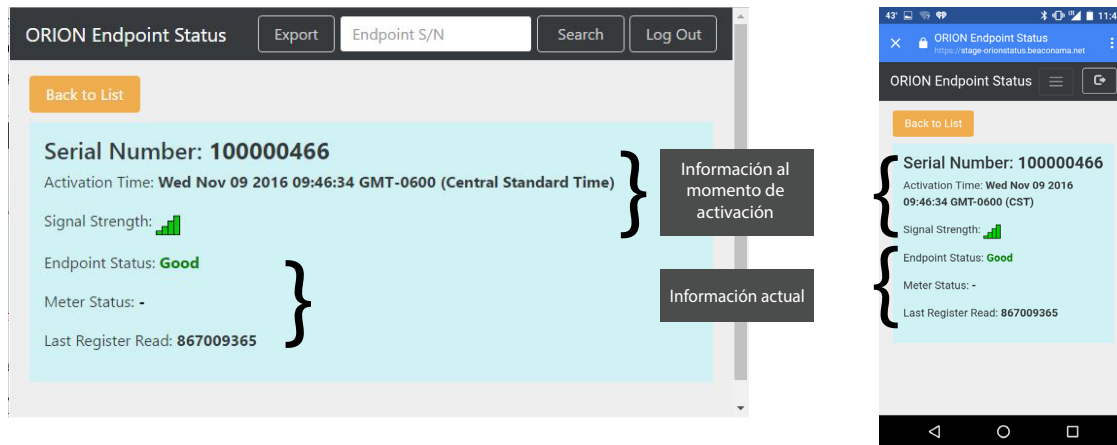 ORION Endpoint Status
Export
Endpoint S/N
Search
Log Out
Back to List
Serial Number: 100000466
Activation Time: Wed Nov 09 2016 09:46:34 GMT-0600 (Central Standard Time)
Signal Strength:
Endpoint Status: Good
Meter Status: -
Last Register Read: 867009365
Información al
momento de
activación
Información actual
43°
11:4
ORION Endpoint Status
https://stage-orionstatus.beaconama.net
ORION Endpoint Status
Back to List
Serial Number: 100000466
Activation Time: Wed Nov 09 2016
09:46:34 GMT-0600 (CST)
Signal Strength:
Endpoint Status: Good
Meter Status: -
Last Register Read: 867009365